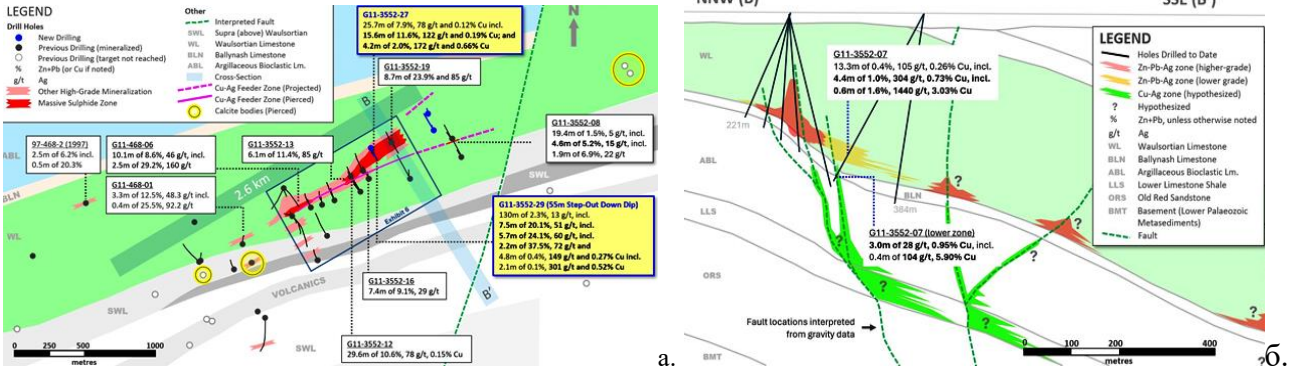 LEGEND
Drill Holes
New Drilling
Previous Drilling (mineralized)
Previous Drilling (target not reached)
% Zn+Pb (or Cu if noted)
g/t Ag
Other High-Grade Mineralization
Massive Sulphide Zone
Other
Interpreted Fault
SWL Supra (above) Waulsortian
WL Waulsortian Limestone
BLN Ballynash Limestone
ABL Argillaceous Bioclastic Lm.
Cross-Section
Cu-Ag Feeder Zone (Projected)
Cu-Ag Feeder Zone (Pierced)
Calcite bodies (Pierced)
G11-3552-27
25.7m of 7.9%, 78 g/t and 0.12% Cu incl.
15.6m of 11.6%, 122 g/t and 0.19% Cu; and
4.2m of 2.0%, 172 g/t and 0.66% Cu
N
G11-3552-19
8.7m of 23.9% and 85 g/t
B
97-468-2 (1997)
2.5m of 6.2% incl.
0.5m of 20.3%
G11-468-06
10.1m of 8.6%, 46 g/t, incl.
2.5m of 29.2%, 160 g/t
G11-3552-13
6.1m of 11.4%, 85 g/t
G11-3552-08
19.4m of 1.5%, 5 g/t, incl.
4.6m of 5.2%, 15 g/t, incl.
1.9m of 6.9%, 22 g/t
G11-468-01
3.3m of 12.5%, 48.3 g/t incl.
0.4m of 25.5%, 92.2 g/t
ABL
BLN
WL
2.6 km
Exhibit 6
SWL
G11-3552-29 (55m Step-Out Down Dip)
130m of 2.3%, 13 g/t, incl.
7.5m of 20.1%, 51 g/t, incl.
5.7m of 24.1%, 60 g/t and
2.2m of 37.5%, 72 g/t and
4.8m of 0.4%, 149 g/t and 0.27% Cu incl.
2.1m of 0.1%, 301 g/t and 0.52% Cu
B'
VOLCANICS
SWL
SWL
G11-3552-16
7.4m of 9.1%, 29 g/t
G11-3552-12
29.6m of 10.6%, 78 g/t, 0.15% Cu
0 250 500 1000
metres
а.
NNW (B)
WL
G11-3552-07
13.3m of 0.4%, 105 g/t, 0.26% Cu, incl.
4.4m of 1.0%, 304 g/t, 0.73% Cu, incl.
0.6m of 1.6%, 1440 g/t, 3.03% Cu
221m
ABL
BLN
384m
LLS
G11-3552-07 (lower zone)
3.0m of 28 g/t, 0.95% Cu, incl.
0.4m of 104 g/t, 5.90% Cu
ORS
BMT
Fault locations interpreted
from gravity data
?
?
?
?
?
?
?
?
LEGEND
Holes Drilled to Date
Zn-Pb-Ag zone (higher-grade)
Zn-Pb-Ag zone (lower grade)
Cu-Ag zone (hypothesized)
? Hypothesized
% Zn+Pb, unless otherwise noted
g/t Ag
WL Waulsortian Limestone
BLN Ballynash Limestone
ABL Argillaceous Bioclastic Lm.
LLS Lower Limestone Shale
ORS Old Red Sandstone
BMT Basement (Lower Palaeozoic
Metasediments)
Fault
0 100 200 400
metres
б.